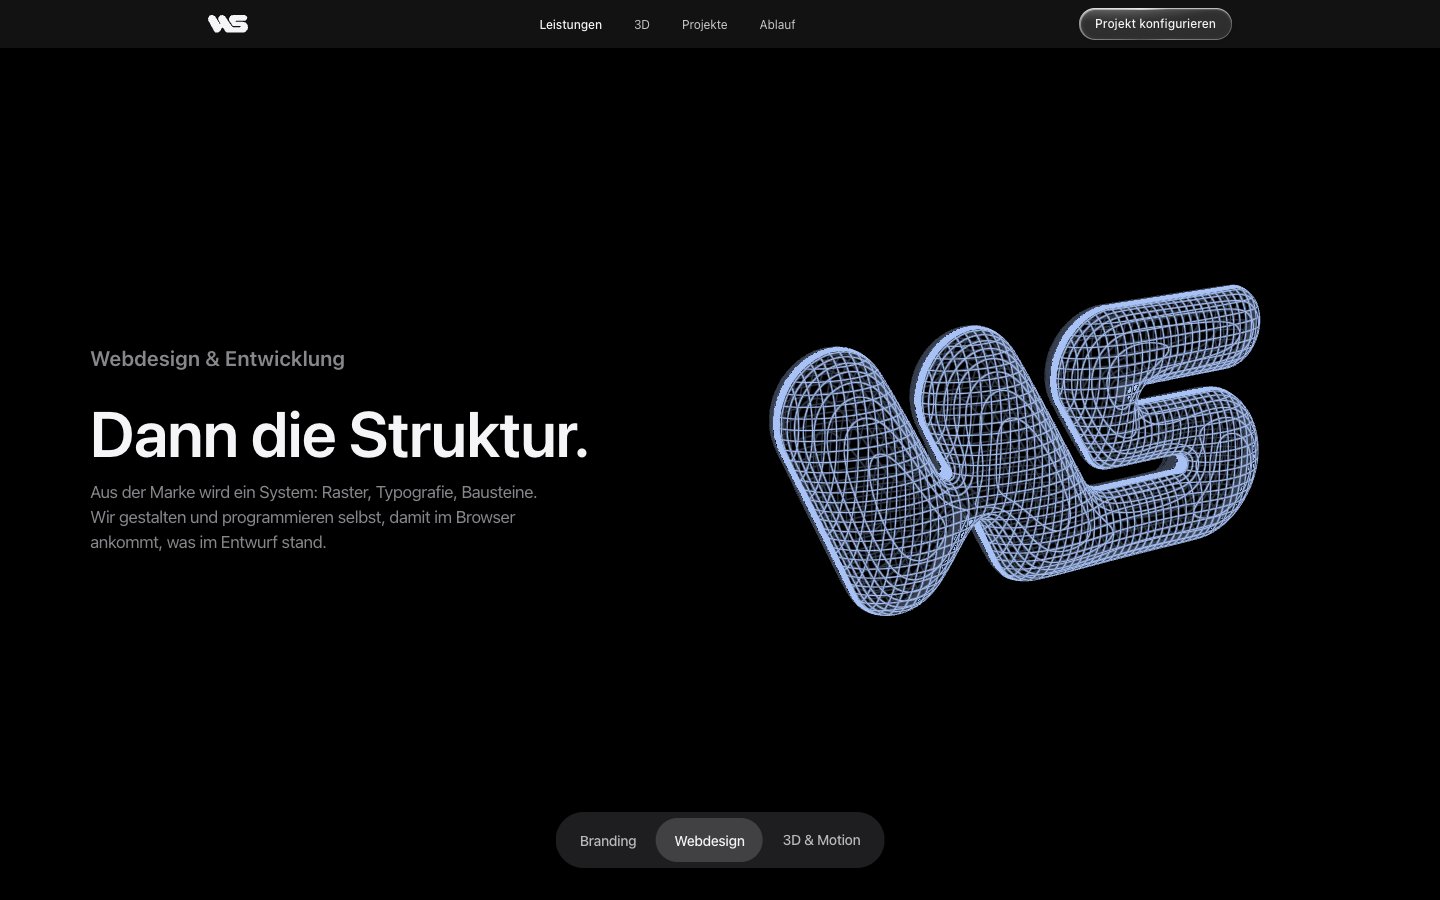 WS
Leistungen
3D
Projekte
Ablauf
Projekt konfigurieren
Webdesign & Entwicklung
Dann die Struktur.
Aus der Marke wird ein System: Raster, Typografie, Bausteine.
Wir gestalten und programmieren selbst, damit im Browser
ankommt, was im Entwurf stand.
WS
Branding
Webdesign
3D & Motion